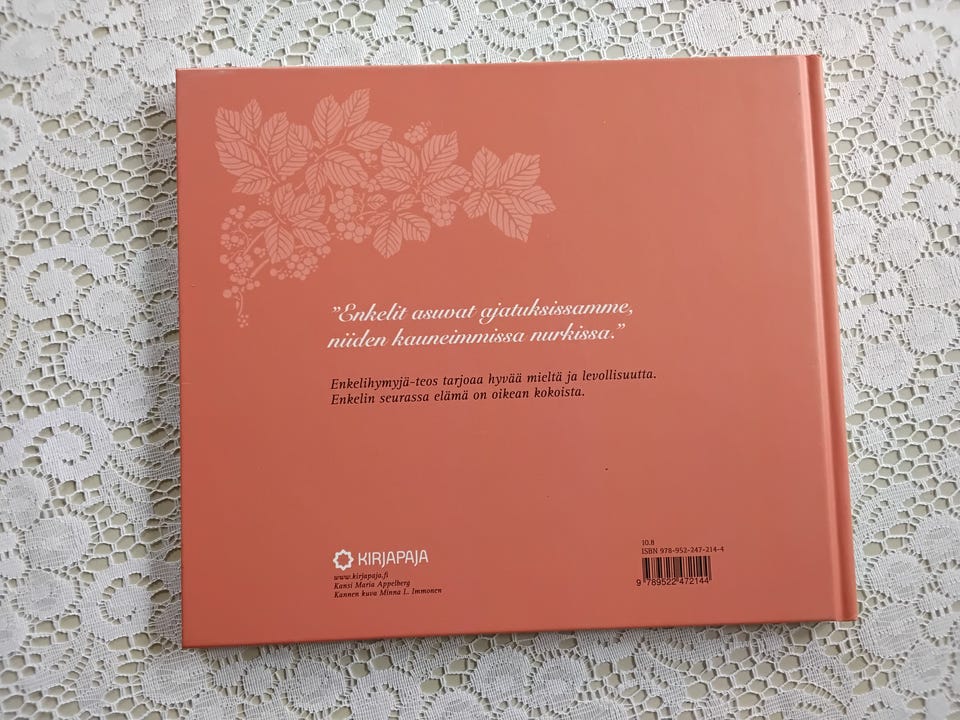 ”Enkelit asuvat ajatuksissamme,
niiden kauneimmissa nurkissa.”
Enkelihymyjä-teos tarjoaa hyvää mieltä ja levollisuutta.
Enkelin seurassa elämä on oikean kokoista.
KIRJAPAJA
www.kirjapaja.fi
Kansi Maria Appelberg
Kannen kuva Minna L. Immonen
10.8
ISBN 978-952-247-214-4
9 789522 472144